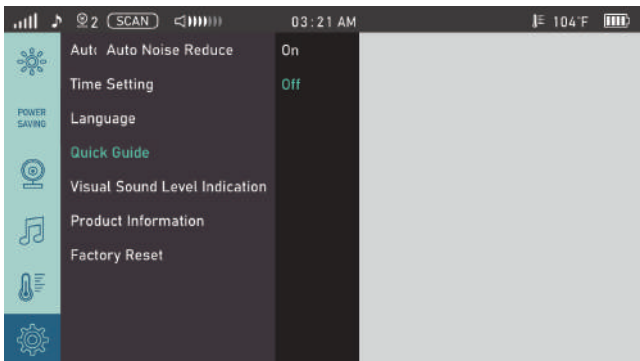 2 SCAN 03:21 AM 104°F
Aut Auto Noise Reduce On
Time Setting Off
POWER SAVING
Language
Quick Guide
Visual Sound Level Indication
Product Information
Factory Reset